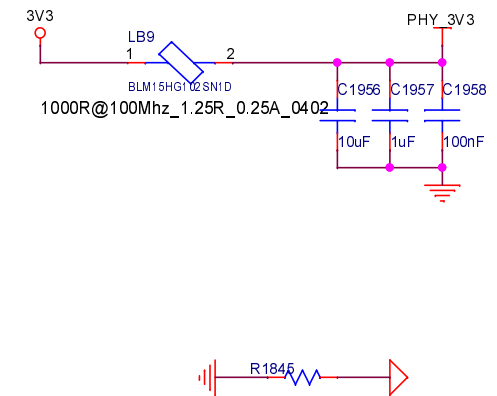 3V3
PHY_3V3
LB9
1
2
BLM15HG102SN1D
C1956
C1957
C1958
1000R@100Mhz_1.25R_0.25A_0402
10uF
1uF
100nF
R1845